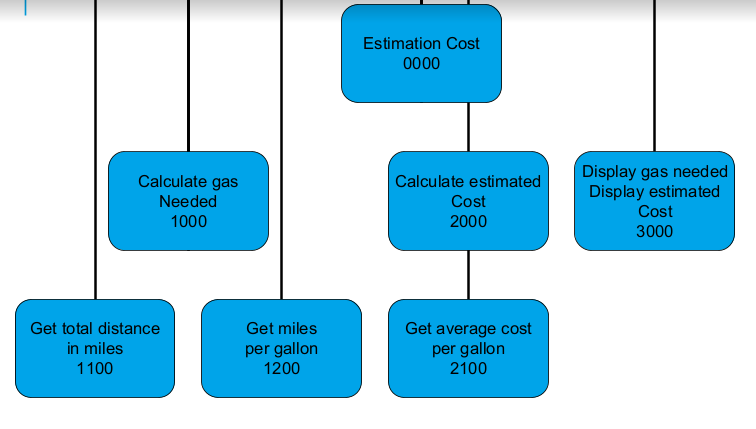 Estimation Cost
0000
Calculate gas
Needed
1000
Calculate estimated
Cost
2000
Display gas needed
Display estimated
Cost
3000
Get total distance
in miles
1100
Get miles
per gallon
1200
Get average cost
per gallon
2100